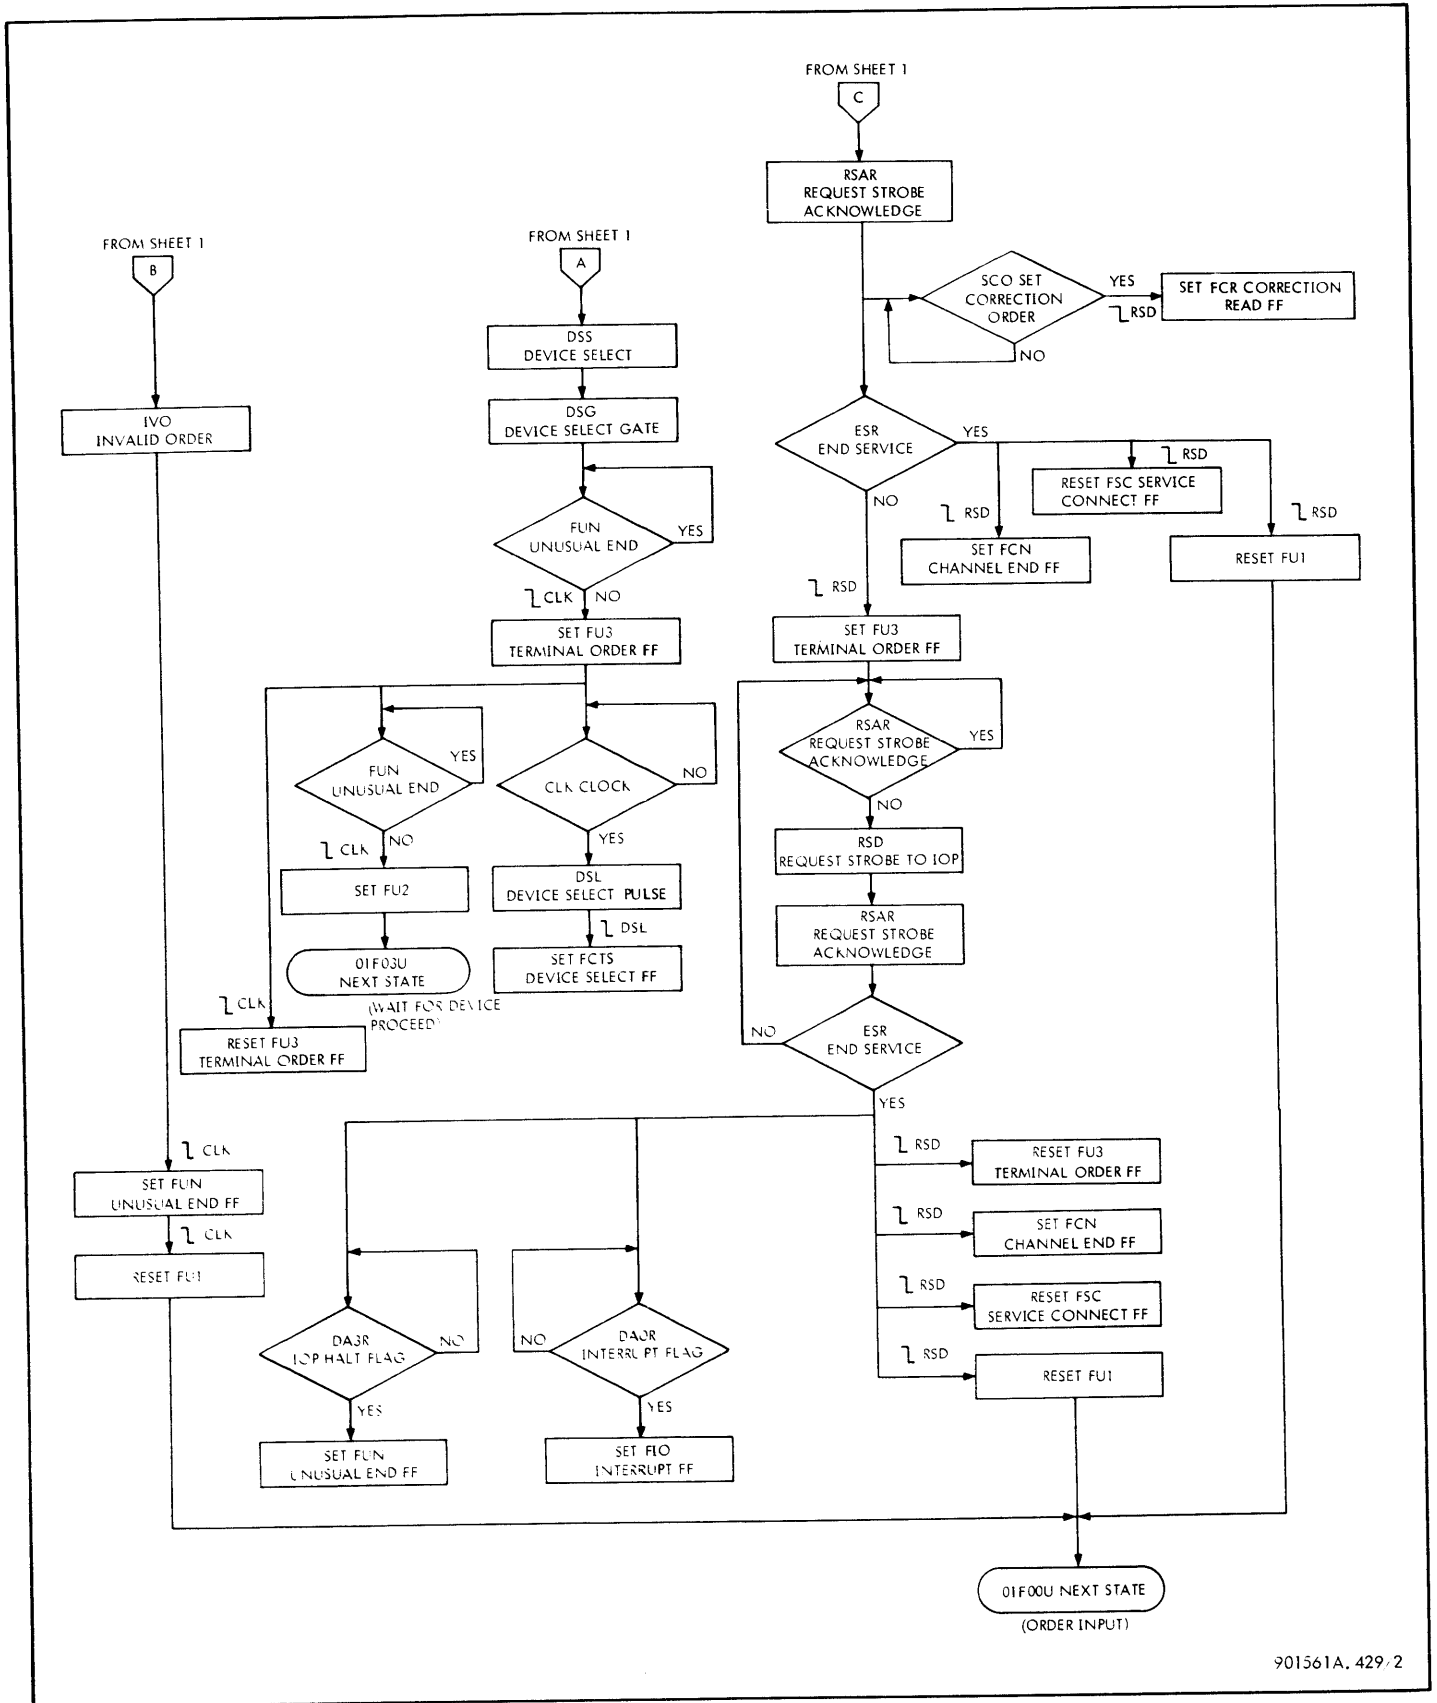 FROM SHEET 1
C
RSAR
REQUEST STROBE
ACKNOWLEDGE
SCO SET
CORRECTION
ORDER
YES
RSD
NO
SET FCR CORRECTION
READ FF
ESR
END SERVICE
YES
NO
RSD
RESET FSC SERVICE
CONNECT FF
RSD
SET FCN
CHANNEL END FF
RSD
RESET FU1
RSD
SET FU3
TERMINAL ORDER FF
RSAR
REQUEST STROBE
ACKNOWLEDGE
YES
NO
RSD
REQUEST STROBE TO IOP
RSAR
REQUEST STROBE
ACKNOWLEDGE
ESR
END SERVICE
NO
YES
RSD
RESET FU3
TERMINAL ORDER FF
RSD
SET FCN
CHANNEL END FF
RSD
RESET FSC
SERVICE CONNECT FF
RSD
RESET FU1
FROM SHEET 1
A
DSS
DEVICE SELECT
DSG
DEVICE SELECT GATE
FUN
UNUSUAL END
YES
CLK
NO
SET FU3
TERMINAL ORDER FF
FUN
UNUSUAL END
YES
NO
CLK
SET FU2
01F03U
NEXT STATE
(WAIT FOR DEVICE
PROCEED)
CLK CLOCK
NO
YES
DSL
DEVICE SELECT PULSE
DSL
SET FCTS
DEVICE SELECT FF
CLK
RESET FU3
TERMINAL ORDER FF
FROM SHEET 1
B
IVO
INVALID ORDER
CLK
SET FUN
UNUSUAL END FF
CLK
RESET FU1
DA3R
IOP HALT FLAG
NO
YES
SET FUN
UNUSUAL END FF
DA0R
INTERRUPT FLAG
NO
YES
SET FIO
INTERRUPT FF
01F00U NEXT STATE
(ORDER INPUT)
901561A. 429/2